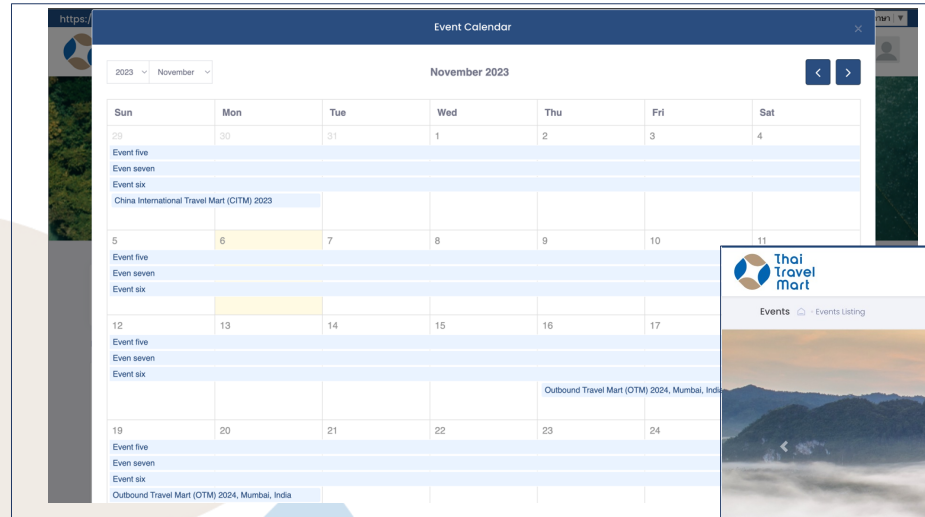 https:/
Event Calendar
×
ภาษา ▼
2023 November
November 2023
Sun Mon Tue Wed Thu Fri Sat
29 30 31 1 2 3 4
Event five
Even seven
Event six
China International Travel Mart (CITM) 2023
5 6 7 8 9 10 11
Event five
Even seven
Event six
12 13 14 15 16 17
Event five
Even seven
Event six
Outbound Travel Mart (OTM) 2024, Mumbai, India
19 20 21 22 23 24
Event five
Even seven
Event six
Outbound Travel Mart (OTM) 2024, Mumbai, India
Thai
Travel
Mart
Events - Events Listing